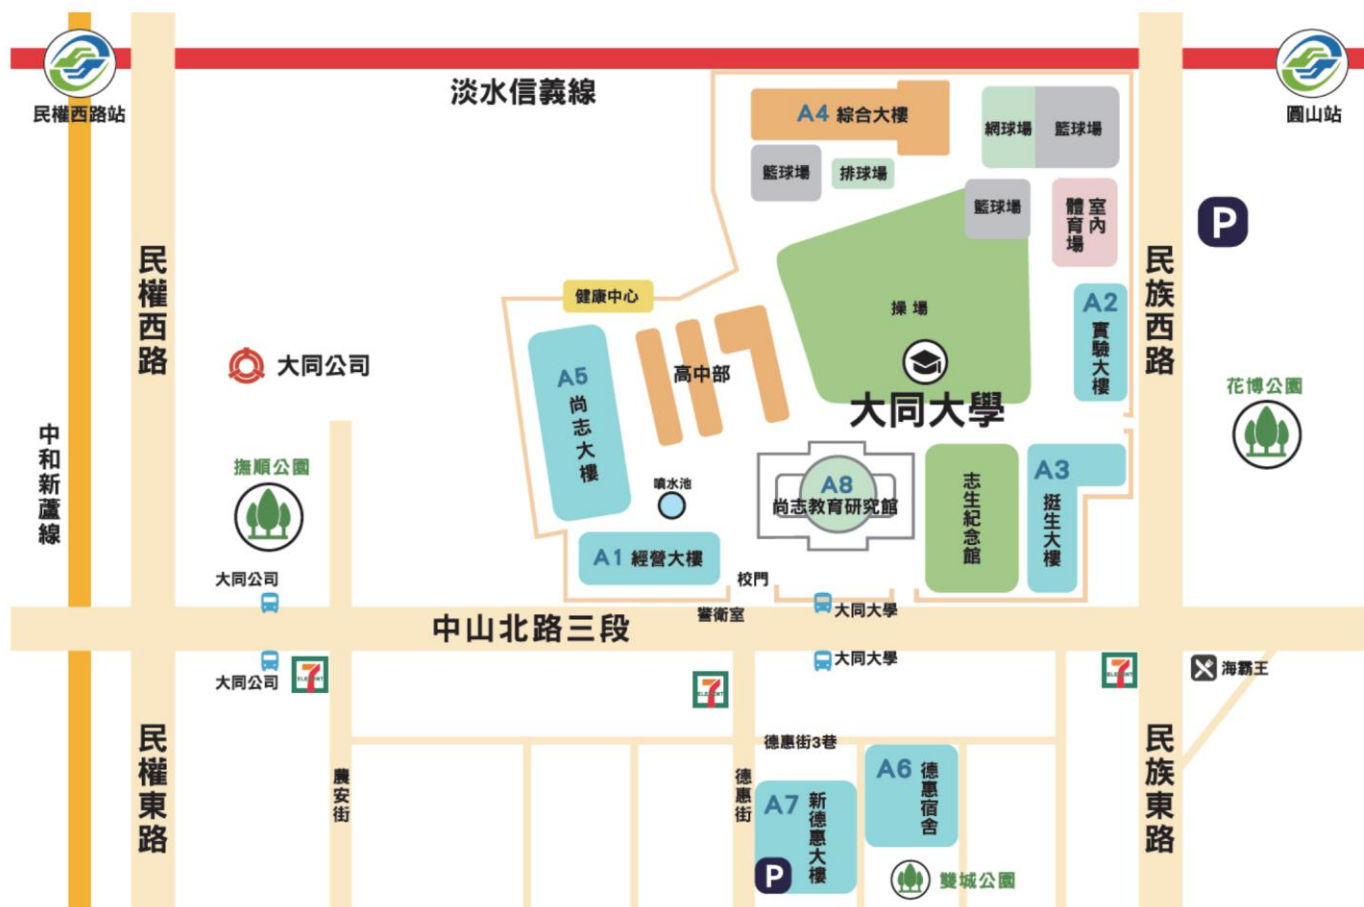 民權西路站
淡水信義線
圓山站
A4 綜合大樓
網球場
籃球場
籃球場
排球場
籃球場
室內
體育場
P
民權西路
民族西路
健康中心
操場
A2
實驗大樓
大同公司
A5
尚志大樓
高中部
大同大學
花博公園
中和新蘆線
撫順公園
噴水池
A8
尚志教育研究館
志生紀念館
A3
挺生大樓
A1 經營大樓
大同公司
校門
警衛室
大同大學
中山北路三段
大同公司
大同大學
7
ELEVEN
7
ELEVEN
7
ELEVEN
海霸王
民權東路
農安街
德惠街
德惠街3巷
A7
新德惠大樓
P
A6
德惠宿舍
雙城公園
民族東路